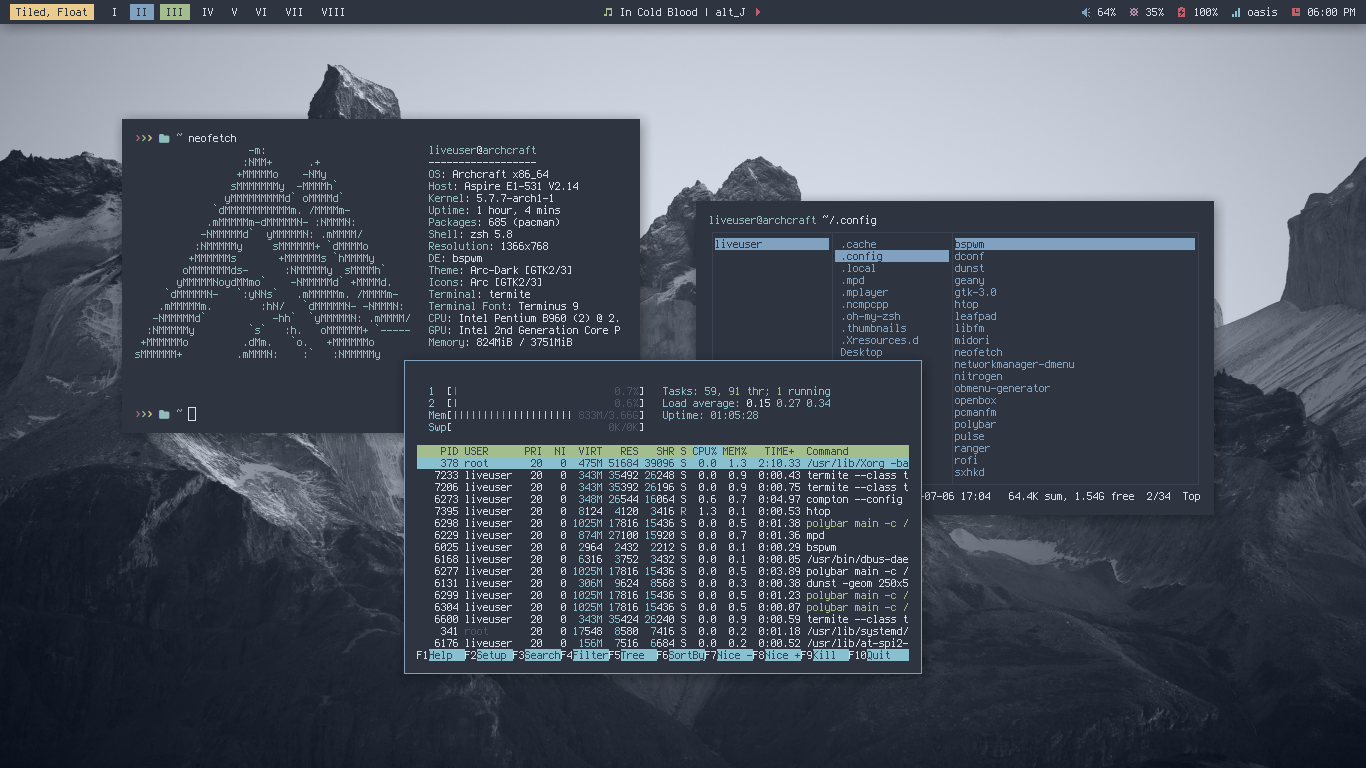 Tiled, Float I II III IV V VI VII VIII In Cold Blood | alt_J 64% 35% 100% oasis 06:00 PM
>>> ~ neofetch
liveuser@archcraft
------------------
OS: Archcraft x86_64
Host: Aspire E1-531 V2.14
Kernel: 5.7.7-arch1-1
Uptime: 1 hour, 4 mins
Packages: 685 (pacman)
Shell: zsh 5.8
Resolution: 1366x768
DE: bspwm
Theme: Arc-Dark [GTK2/3]
Icons: Arc [GTK2/3]
Terminal: termite
Terminal Font: Terminus 9
CPU: Intel Pentium B960 (2) @ 2.
GPU: Intel 2nd Generation Core P
Memory: 824MiB / 3751MiB
>>> ~
liveuser@archcraft ~/.config
liveuser .cache bspwm
.config dconf
.local dunst
.mpd geany
.mplayer gtk-3.0
.ncmpcpp htop
.oh-my-zsh leafpad
.thumbnails libfm
.Xresources.d midori
Desktop neofetch
networkmanager-dmenu
nitrogen
obmenu-generator
openbox
pcmanfm
polybar
pulse
ranger
rofi
sxhkd
-07-06 17:04 64.4K sum, 1.54G free 2/34 Top
1 [| 0.7%] Tasks: 59, 91 thr; 1 running
2 [| 0.6%] Load average: 0.15 0.27 0.34
Mem[|||||||||||||||||||| 833M/3.66G] Uptime: 01:05:28
Swp[ 0K/0K]
PID USER PRI NI VIRT RES SHR S CPU% MEM% TIME+ Command
378 root 20 0 475M 51684 39096 S 0.0 1.3 2:10.33 /usr/lib/Xorg -ba
7233 liveuser 20 0 343M 35492 26248 S 0.0 0.9 0:00.43 termite --class t
7206 liveuser 20 0 343M 35392 26196 S 0.0 0.9 0:00.75 termite --class t
6273 liveuser 20 0 348M 26544 16064 S 0.6 0.7 0:04.97 compton --config
7395 liveuser 20 0 8124 4120 3416 R 1.3 0.1 0:00.53 htop
6298 liveuser 20 0 1025M 17816 15436 S 0.0 0.5 0:01.38 polybar main -c /
6229 liveuser 20 0 874M 27100 15920 S 0.0 0.7 0:01.36 mpd
6025 liveuser 20 0 2964 2432 2212 S 0.0 0.1 0:00.29 bspwm
6168 liveuser 20 0 6316 3752 3432 S 0.0 0.1 0:00.05 /usr/bin/dbus-dae
6277 liveuser 20 0 1025M 17816 15436 S 0.0 0.5 0:03.89 polybar main -c /
6131 liveuser 20 0 306M 9624 8568 S 0.0 0.3 0:00.38 dunst -geom 250x5
6299 liveuser 20 0 1025M 17816 15436 S 0.0 0.5 0:01.23 polybar main -c /
6304 liveuser 20 0 1025M 17816 15436 S 0.0 0.5 0:00.07 polybar main -c /
6600 liveuser 20 0 343M 35424 26240 S 0.0 0.9 0:00.59 termite --class t
341 root 20 0 17548 8580 7416 S 0.0 0.2 0:01.18 /usr/lib/systemd/
6176 liveuser 20 0 156M 7516 6684 S 0.0 0.2 0:00.52 /usr/lib/at-spi2-
F1Help F2Setup F3SearchF4FilterF5Tree F6SortByF7Nice -F8Nice +F9Kill F10Quit